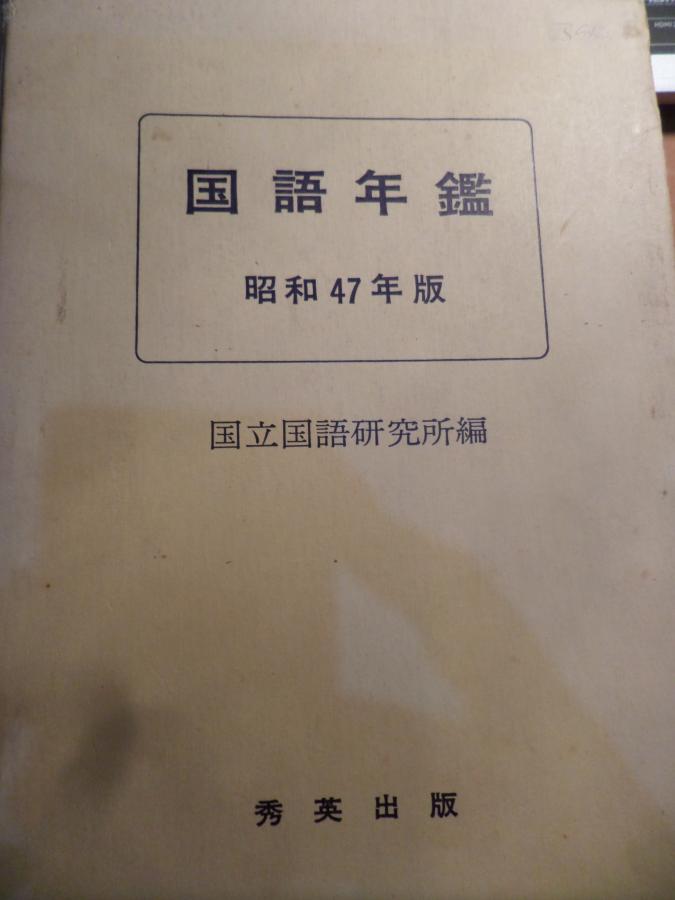 国語年鑑
昭和47年版
国立国語研究所編
秀英出版